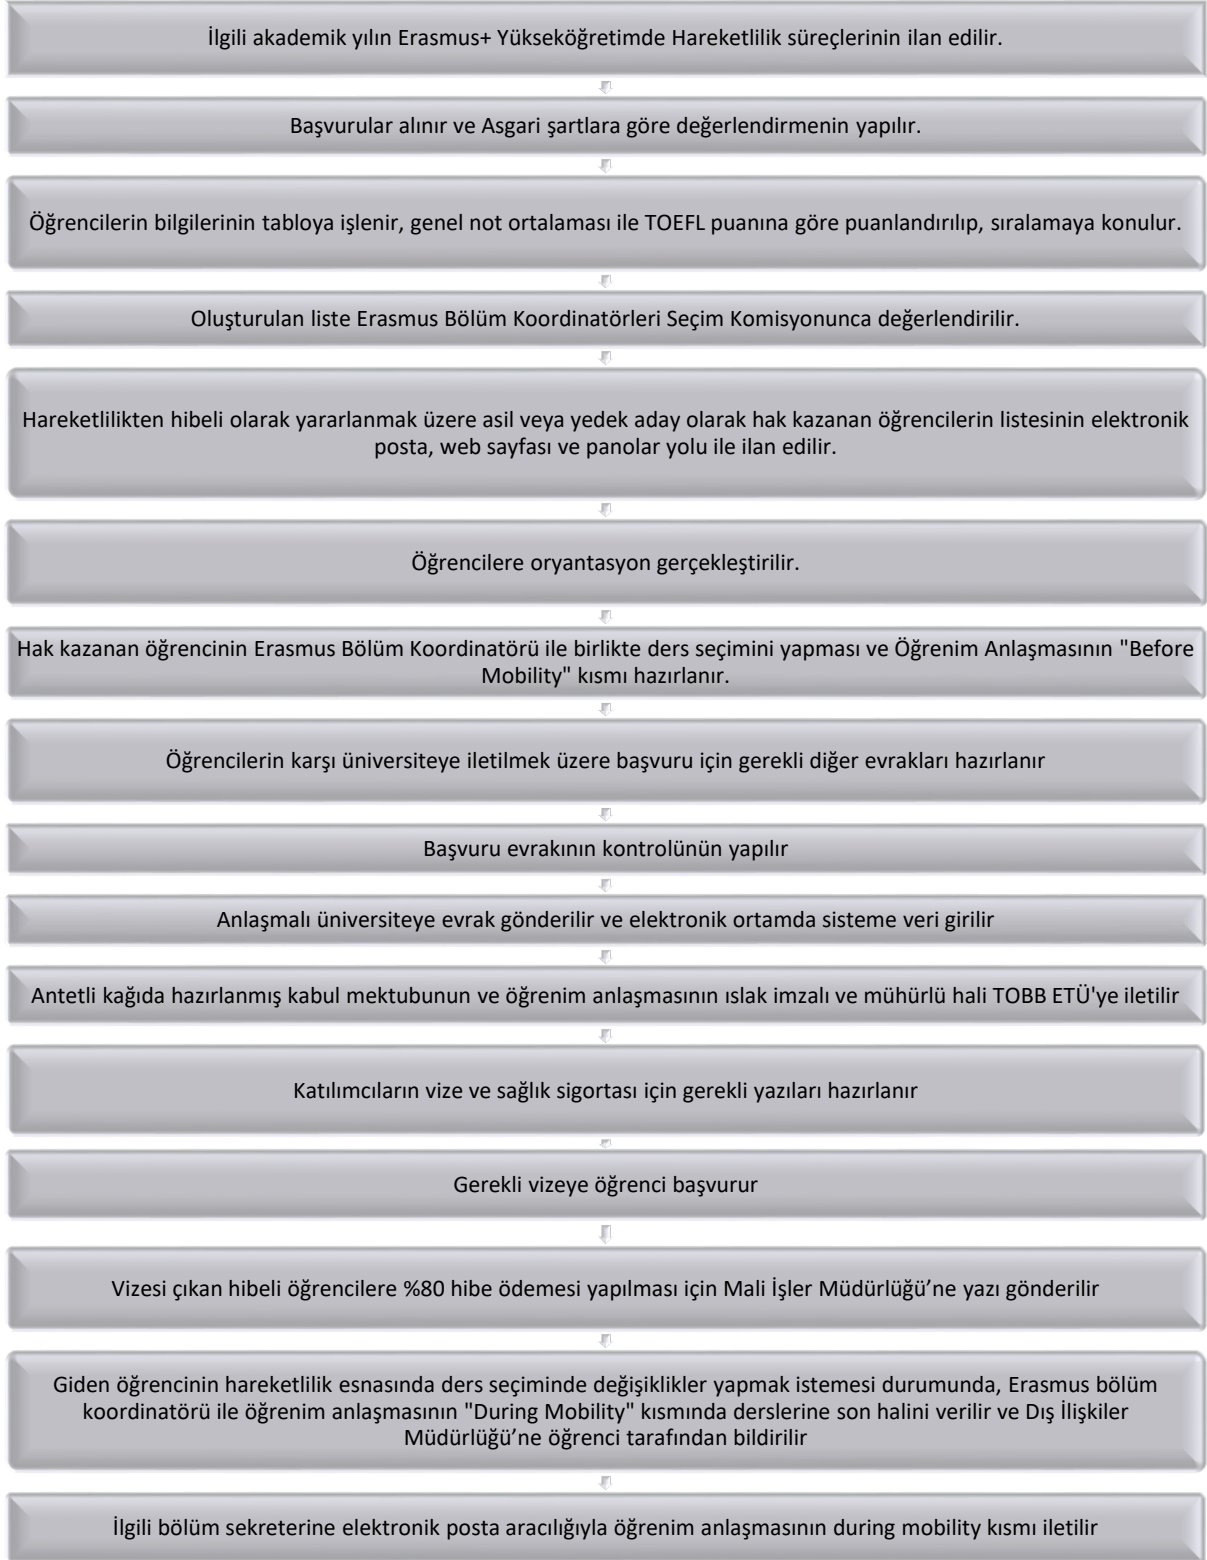 İlgili akademik yılın Erasmus+ Yükseköğretimde Hareketlilik süreçlerinin ilan edilir.
Başvurular alınır ve Asgari şartlara göre değerlendirmenin yapılır.
Öğrencilerin bilgilerinin tabloya işlenir, genel not ortalaması ile TOEFL puanına göre puanlandırılıp, sıralamaya konulur.
Oluşturulan liste Erasmus Bölüm Koordinatörleri Seçim Komisyonunca değerlendirilir.
Hareketlilikten hibeli olarak yararlanmak üzere asil veya yedek aday olarak hak kazanan öğrencilerin listesinin elektronik
posta, web sayfası ve panolar yolu ile ilan edilir.
Öğrencilere oryantasyon gerçekleştirilir.
Hak kazanan öğrencinin Erasmus Bölüm Koordinatörü ile birlikte ders seçimini yapması ve Öğrenim Anlaşmasının "Before
Mobility" kısmı hazırlanır.
Öğrencilerin karşı üniversiteye iletilmek üzere başvuru için gerekli diğer evrakları hazırlanır
Başvuru evrakının kontrolünün yapılır
Anlaşmalı üniversiteye evrak gönderilir ve elektronik ortamda sisteme veri girilir
Antetli kağıda hazırlanmış kabul mektubunun ve öğrenim anlaşmasının ıslak imzalı ve mühürlü hali TOBB ETÜ'ye iletilir
Katılımcıların vize ve sağlık sigortası için gerekli yazıları hazırlanır
Gerekli vizeye öğrenci başvurur
Vizesi çıkan hibeli öğrencilere %80 hibe ödemesi yapılması için Mali İşler Müdürlüğü’ne yazı gönderilir
Giden öğrencinin hareketlilik esnasında ders seçiminde değişiklikler yapmak istemesi durumunda, Erasmus bölüm
koordinatörü ile öğrenim anlaşmasının "During Mobility" kısmında derslerine son halini verilir ve Dış İlişkiler
Müdürlüğü’ne öğrenci tarafından bildirilir
İlgili bölüm sekreterine elektronik posta aracılığıyla öğrenim anlaşmasının during mobility kısmı iletilir